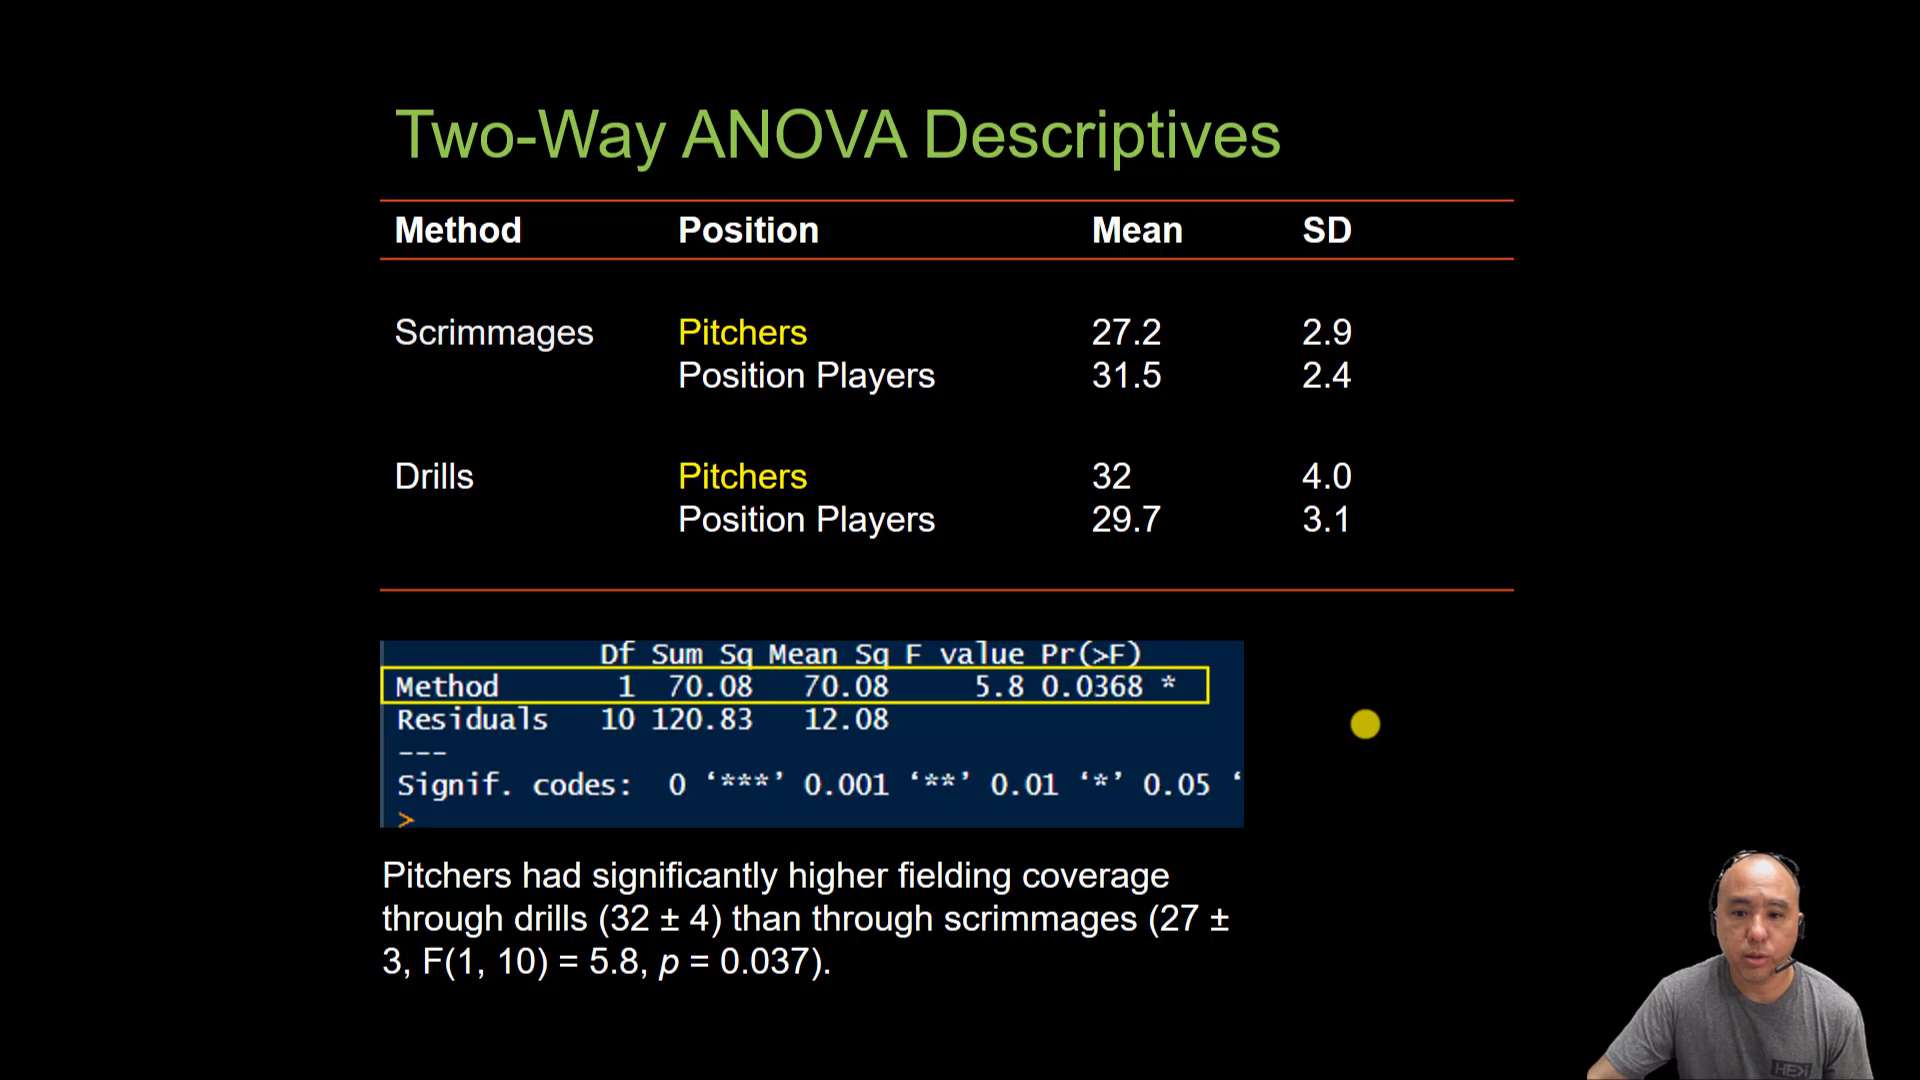 Two-Way ANOVA Descriptives
Method Position Mean SD
Scrimmages Pitchers 27.2 2.9
Position Players 31.5 2.4
Drills Pitchers 32 4.0
Position Players 29.7 3.1
Df Sum Sq Mean Sq F value Pr(>F)
Method 1 70.08 70.08 5.8 0.0368 *
Residuals 10 120.83 12.08
---
Signif. codes: 0 ‘***’ 0.001 ‘**’ 0.01 ‘*’ 0.05 ‘
>
Pitchers had significantly higher fielding coverage
through drills (32 ± 4) than through scrimmages (27 ±
3, F(1, 10) = 5.8, p = 0.037).